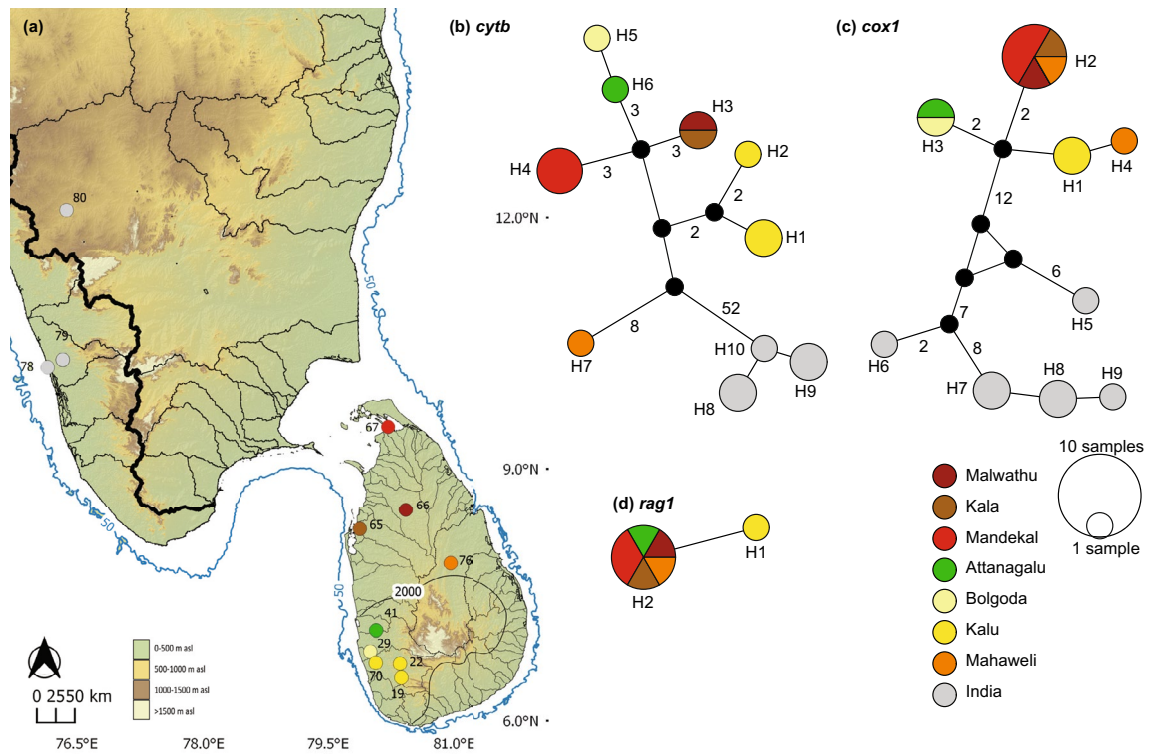 (a)
80
50
79
78
50
67
66
65
76
50
2000
41
29
22
70
19
0-500 m asl
500-1000 m asl
1000-1500 m asl
>1500 m asl
0 2550 km
76.5°E 78.0°E 79.5°E 81.0°E
12.0°N
9.0°N
6.0°N
(b) cytb
H5
H6
3
H3
3
H4
3
H2
2
2
H1
8
52
H7
H10
H9
H8
(c) cox1
H2
2
2
H3
H1
H4
12
6
H5
7
H6
2
8
H7
H8
H9
10 samples
1 sample
Malwathu
Kala
Mandekal
Attanagalu
Bolgoda
Kalu
Mahaweli
India
(d) rag1
H1
H2